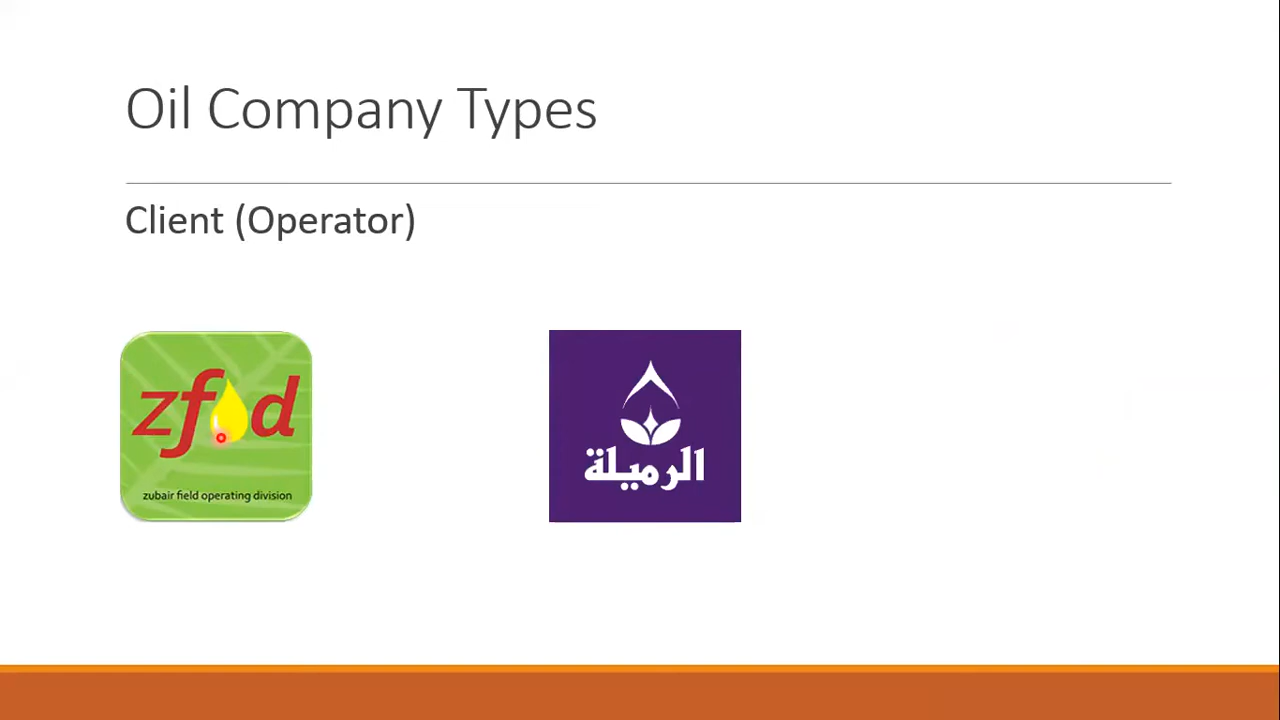 Oil Company Types
Client (Operator)
zfod
zubair field operating division
الرميلة